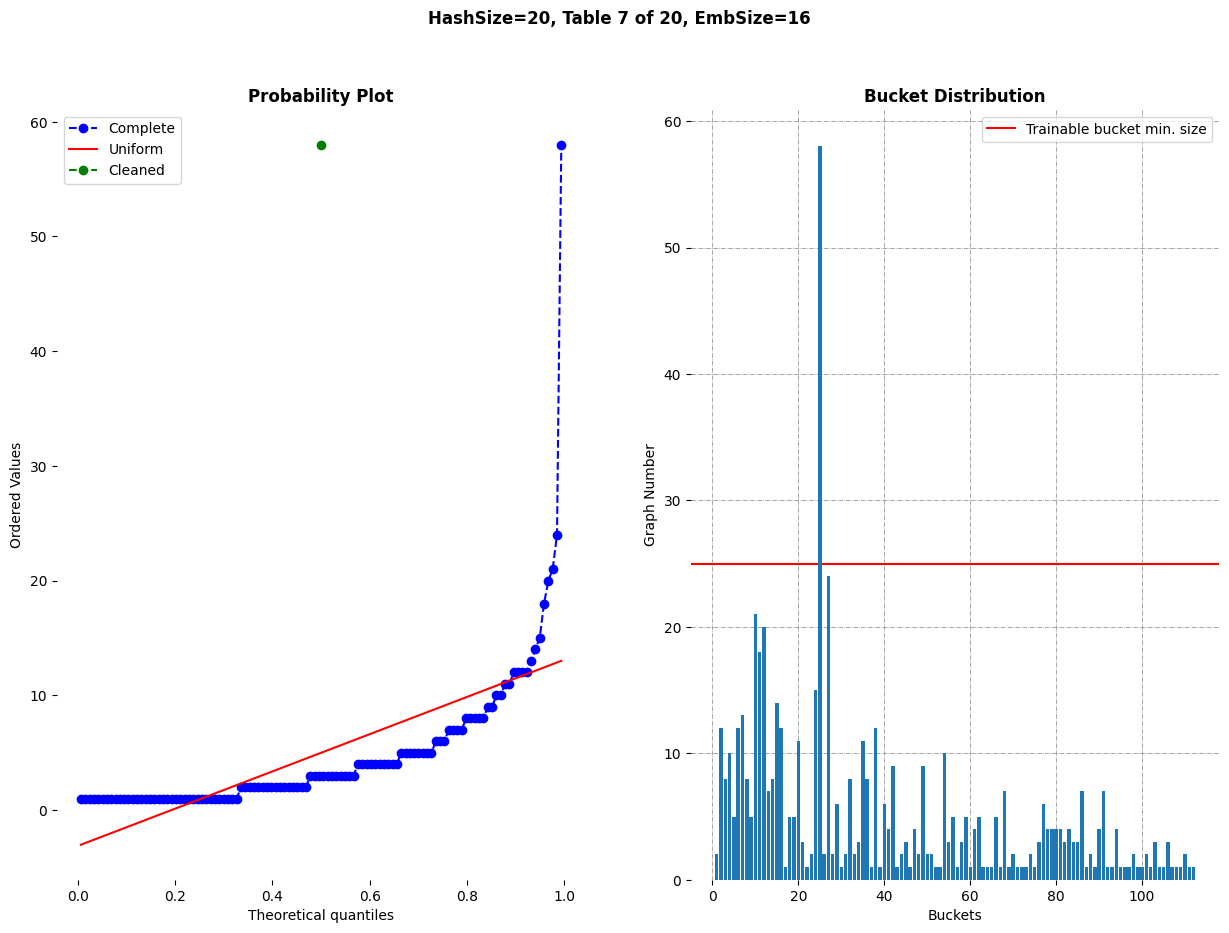 HashSize=20, Table 7 of 20, EmbSize=16
Probability Plot
Complete
Uniform
Cleaned
Ordered Values
60
50
40
30
20
10
0
0.0 0.2 0.4 0.6 0.8 1.0
Theoretical quantiles
Bucket Distribution
Trainable bucket min. size
Graph Number
60
50
40
30
20
10
0
0 20 40 60 80 100
Buckets